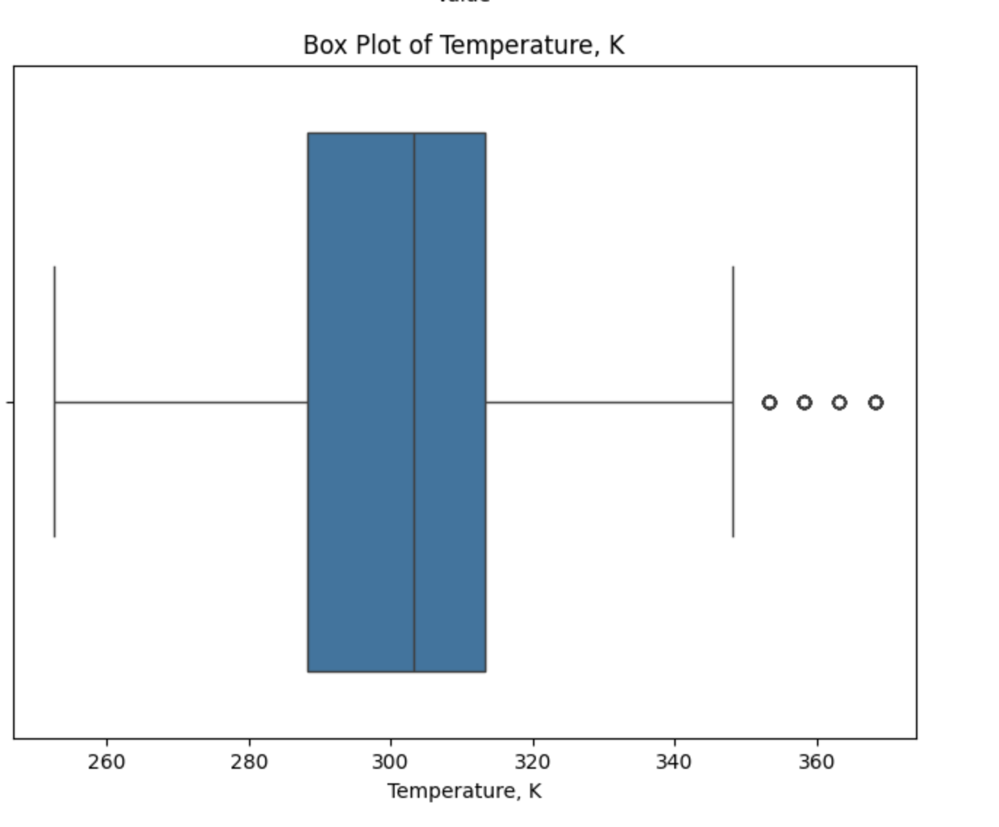 Box Plot of Temperature, K
260 280 300 320 340 360
Temperature, K